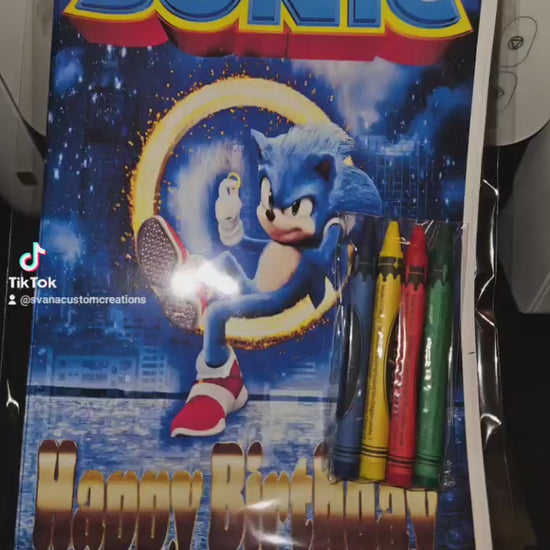 SONIC
TikTok
@svanacustomcreations
Happy Birthday